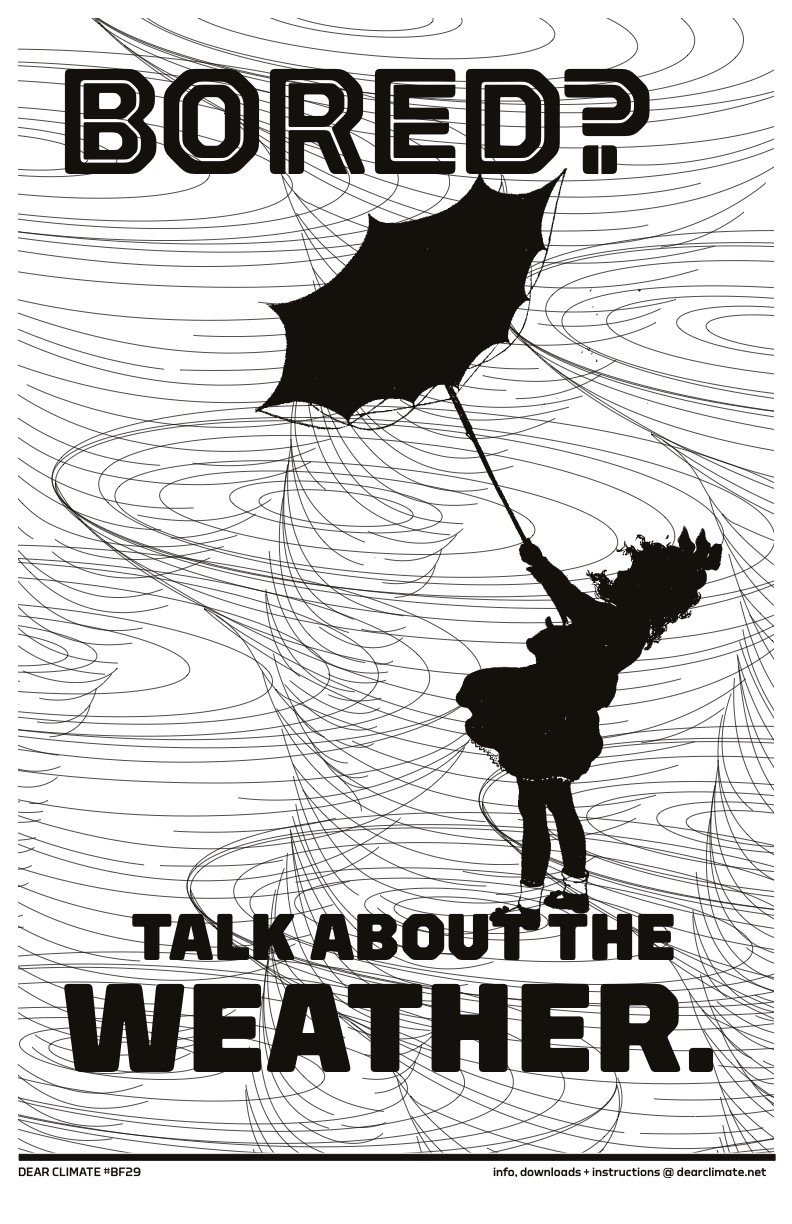 BORED?
TALK ABOUT THE
WEATHER.
DEAR CLIMATE #BF29
info, downloads + instructions @ dearclimate.net